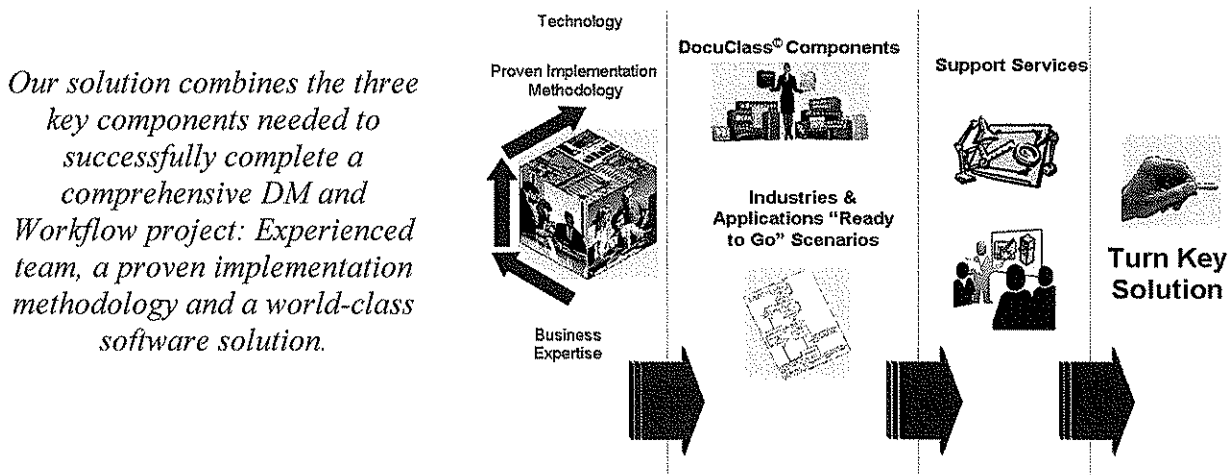 Our solution combines the three
key components needed to
successfully complete a
comprehensive DM and
Workflow project: Experienced
team, a proven implementation
methodology and a world-class
software solution.
Technology
Proven Implementation
Methodology
Business
Expertise
DocuClass© Components
Industries &
Applications “Ready
to Go” Scenarios
Support Services
Turn Key
Solution